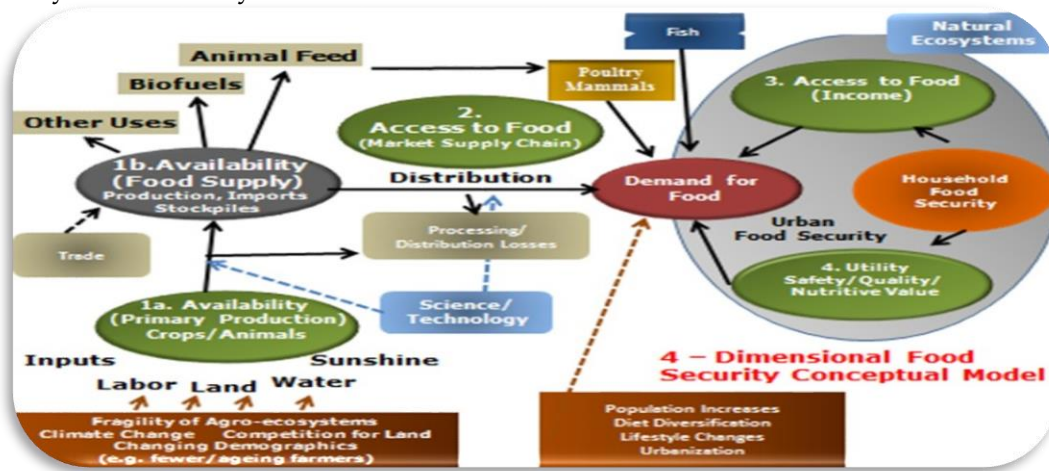 Animal Feed
Biofuels
Other Uses
Fish
Natural
Ecosystems
Poultry
Mammals
2.
Access to Food
(Market Supply Chain)
3. Access to Food
(Income)
1b.Availability
(Food Supply)
Production, Imports
Stockpiles
Distribution
Demand for
Food
Household
Food
Security
Urban
Food Security
Trade
Processing/
Distribution Losses
4. Utility
Safety/Quality/
Nutritive Value
1a. Availability
(Primary Production)
Crops/Animals
Science/
Technology
Inputs
Sunshine
Labor
Land
Water
4 – Dimensional Food
Security Conceptual Model
Fragility of Agro-ecosystems
Climate Change Competition for Land
Changing Demographics
(e.g. fewer/ageing farmers)
Population Increases
Diet Diversification
Lifestyle Changes
Urbanization